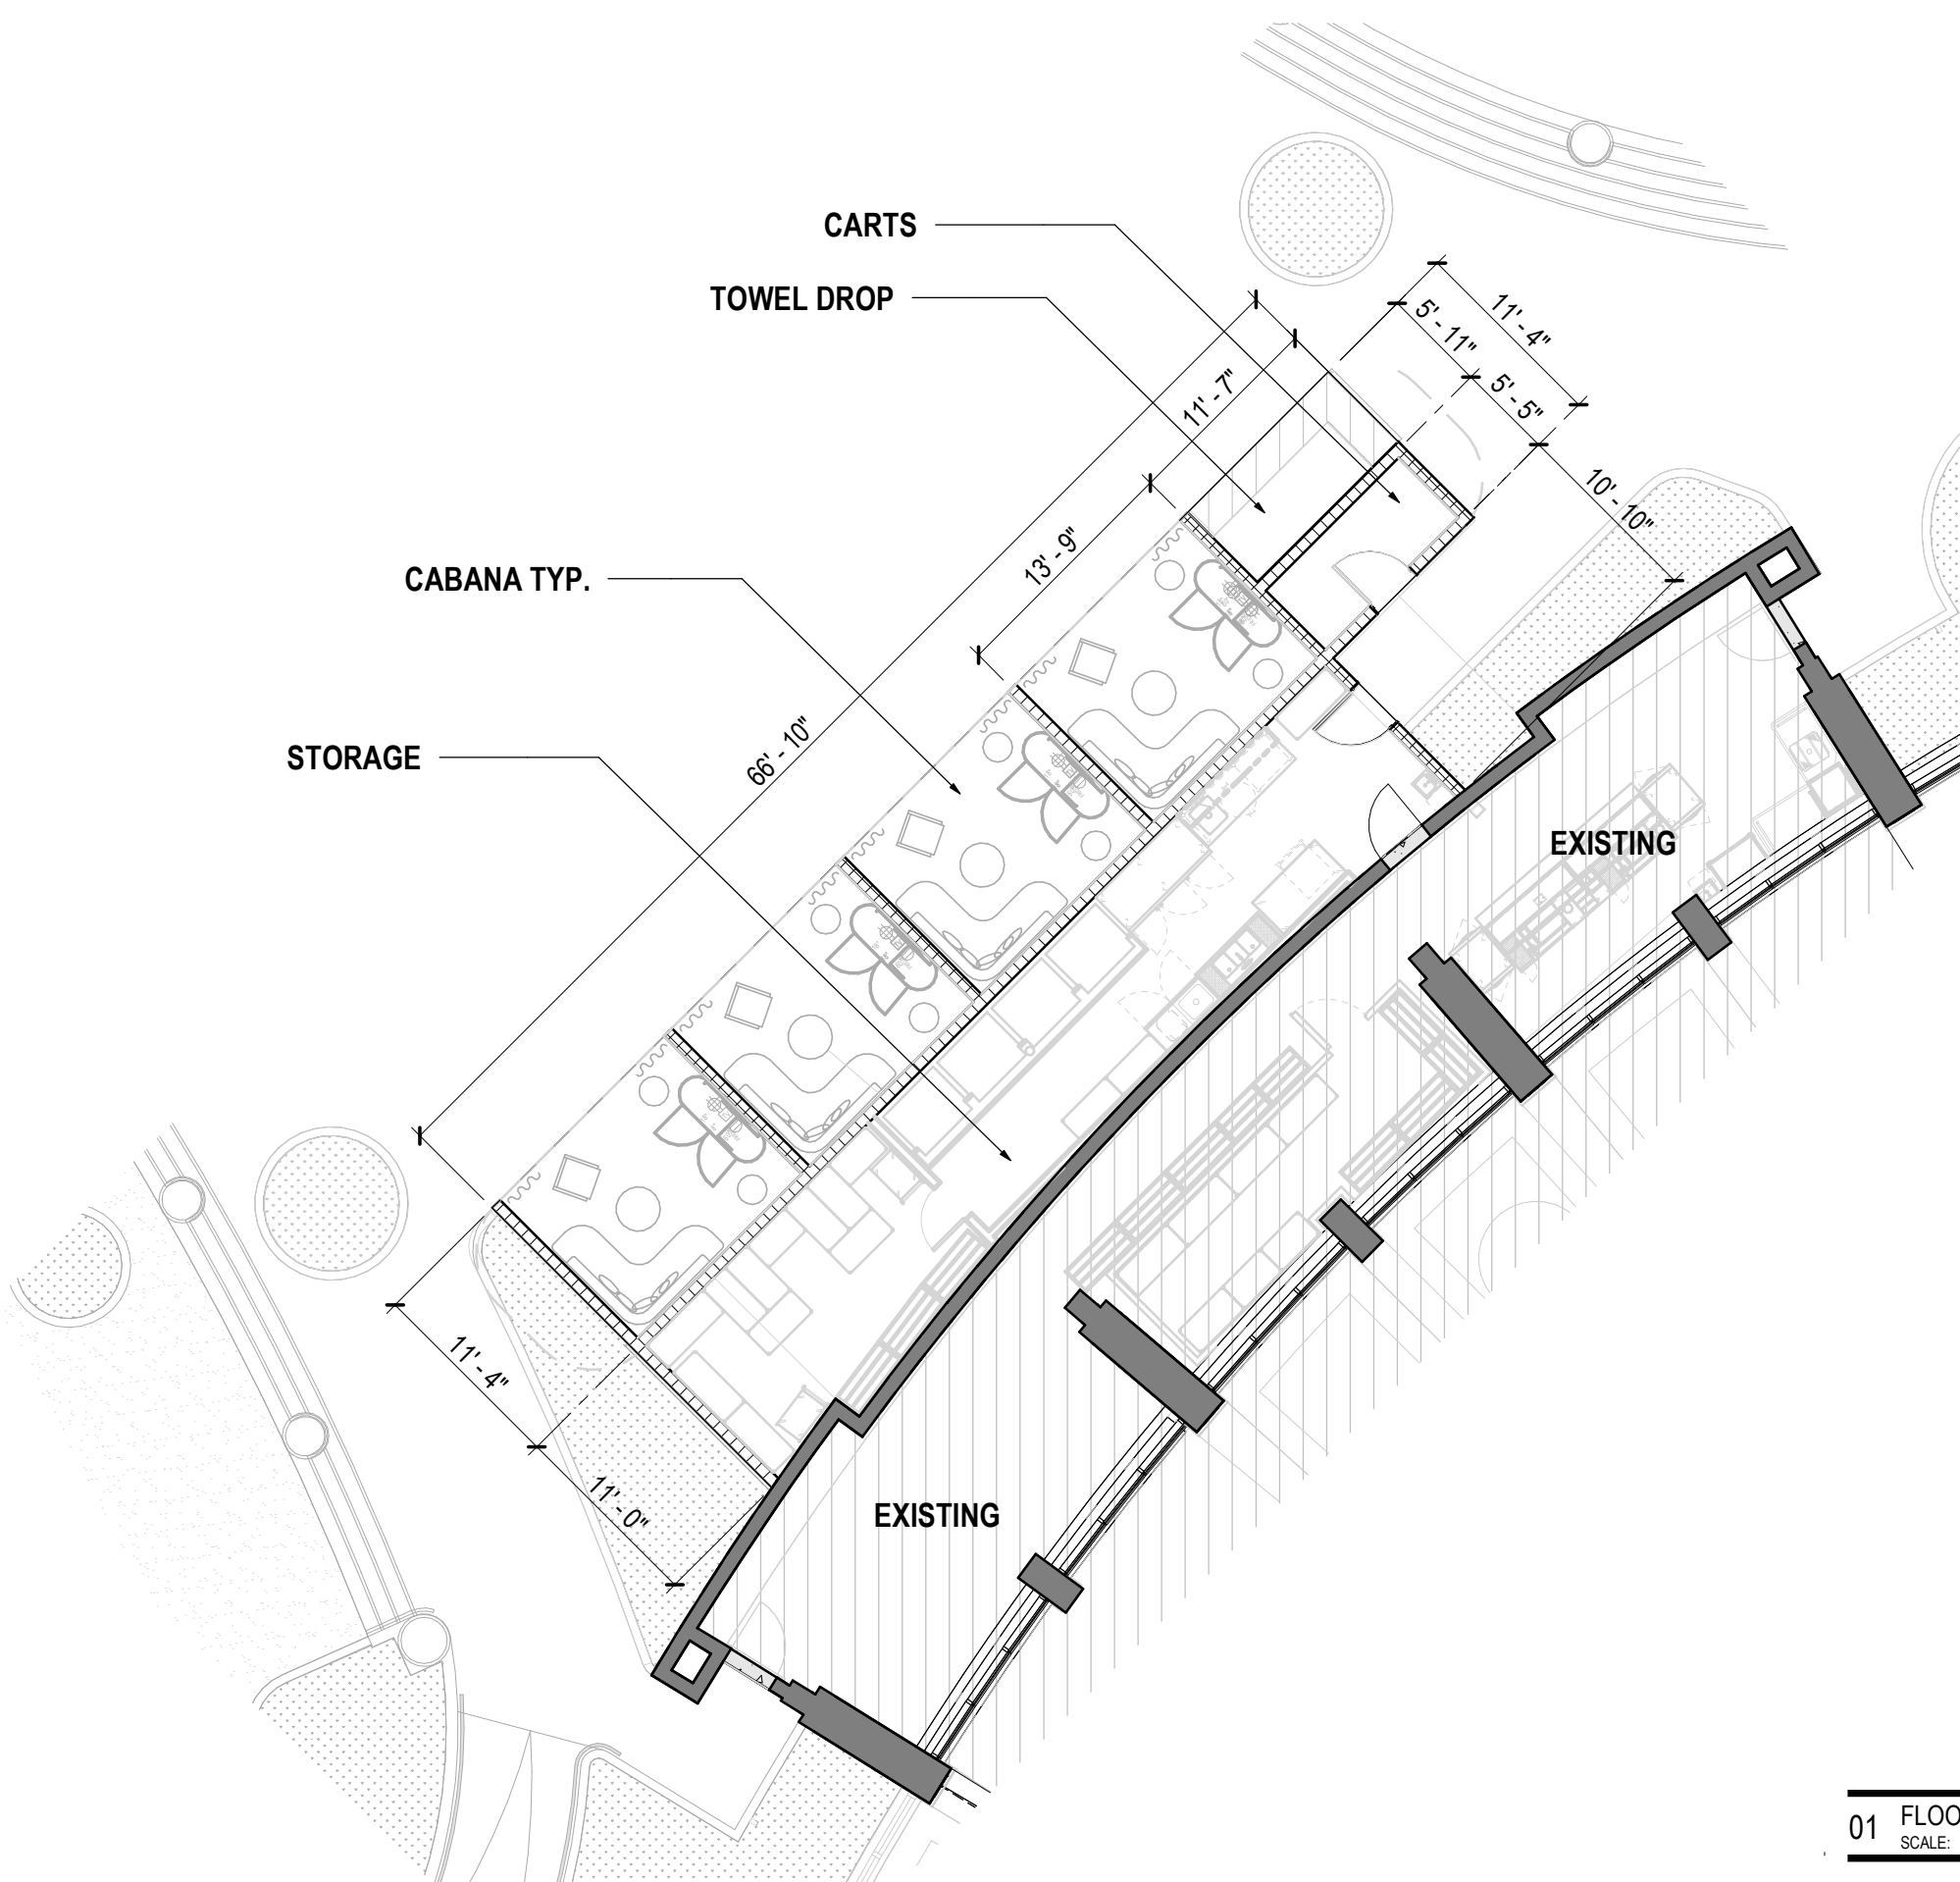 CARTS
TOWEL DROP
11' - 4"
5' - 11"
5' - 5"
11' - 7"
10' - 10"
13' - 9"
CABANA TYP.
66' - 10"
STORAGE
EXISTING
11' - 4"
11' - 0"
EXISTING
01 FLOO
SCALE: